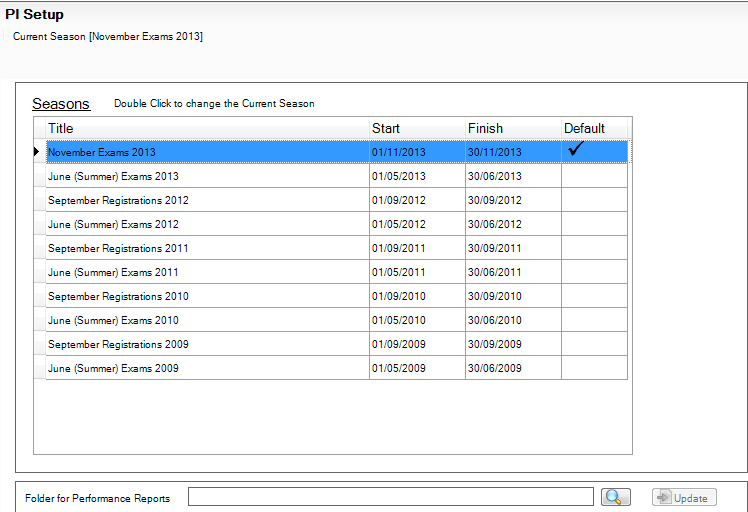 PI Setup
Current Season [November Exams 2013]
Seasons Double Click to change the Current Season
Title Start Finish Default
November Exams 2013 01/11/2013 30/11/2013
June (Summer) Exams 2013 01/05/2013 30/06/2013
September Registrations 2012 01/09/2012 30/09/2012
June (Summer) Exams 2012 01/05/2012 30/06/2012
September Registrations 2011 01/09/2011 30/09/2011
June (Summer) Exams 2011 01/05/2011 30/06/2011
September Registrations 2010 01/09/2010 30/09/2010
June (Summer) Exams 2010 01/05/2010 30/06/2010
September Registrations 2009 01/09/2009 30/09/2009
June (Summer) Exams 2009 01/05/2009 30/06/2009
Folder for Performance Reports Update